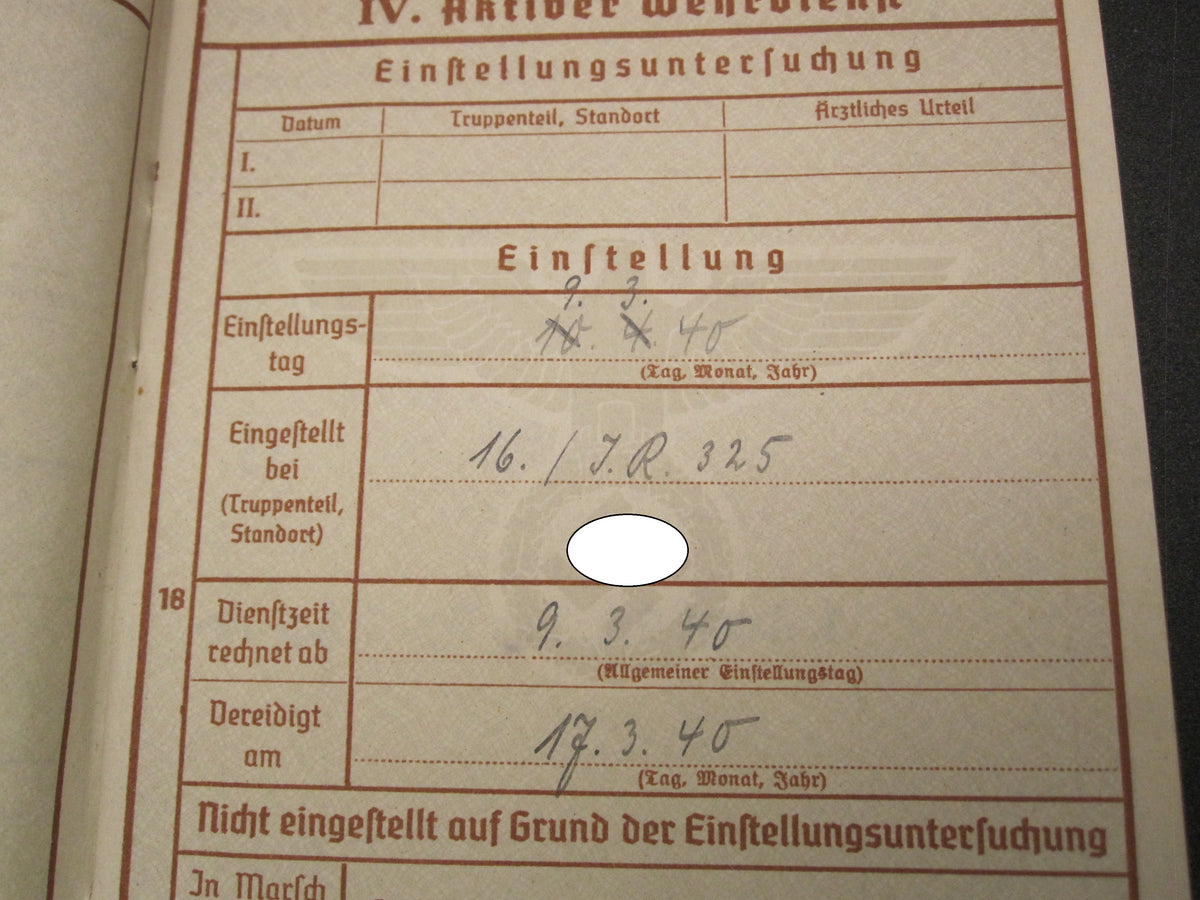 IV. Aktiver Wehrdienst
Einstellungsuntersuchung
Datum Truppenteil, Standort Ärztliches Urteil
I.
II.
Einstellung
9. 3.
Einstellungs-
tag
10. 4. 40
(Tag, Monat, Jahr)
Eingestellt
bei
(Truppenteil,
Standort)
16. / J.R. 325
18
Dienstzeit
rechnet ab
9. 3. 40
(Allgemeiner Einstellungstag)
Vereidigt
am
17. 3. 40
(Tag, Monat, Jahr)
Nicht eingestellt auf Grund der Einstellungsuntersuchung
In Marsch